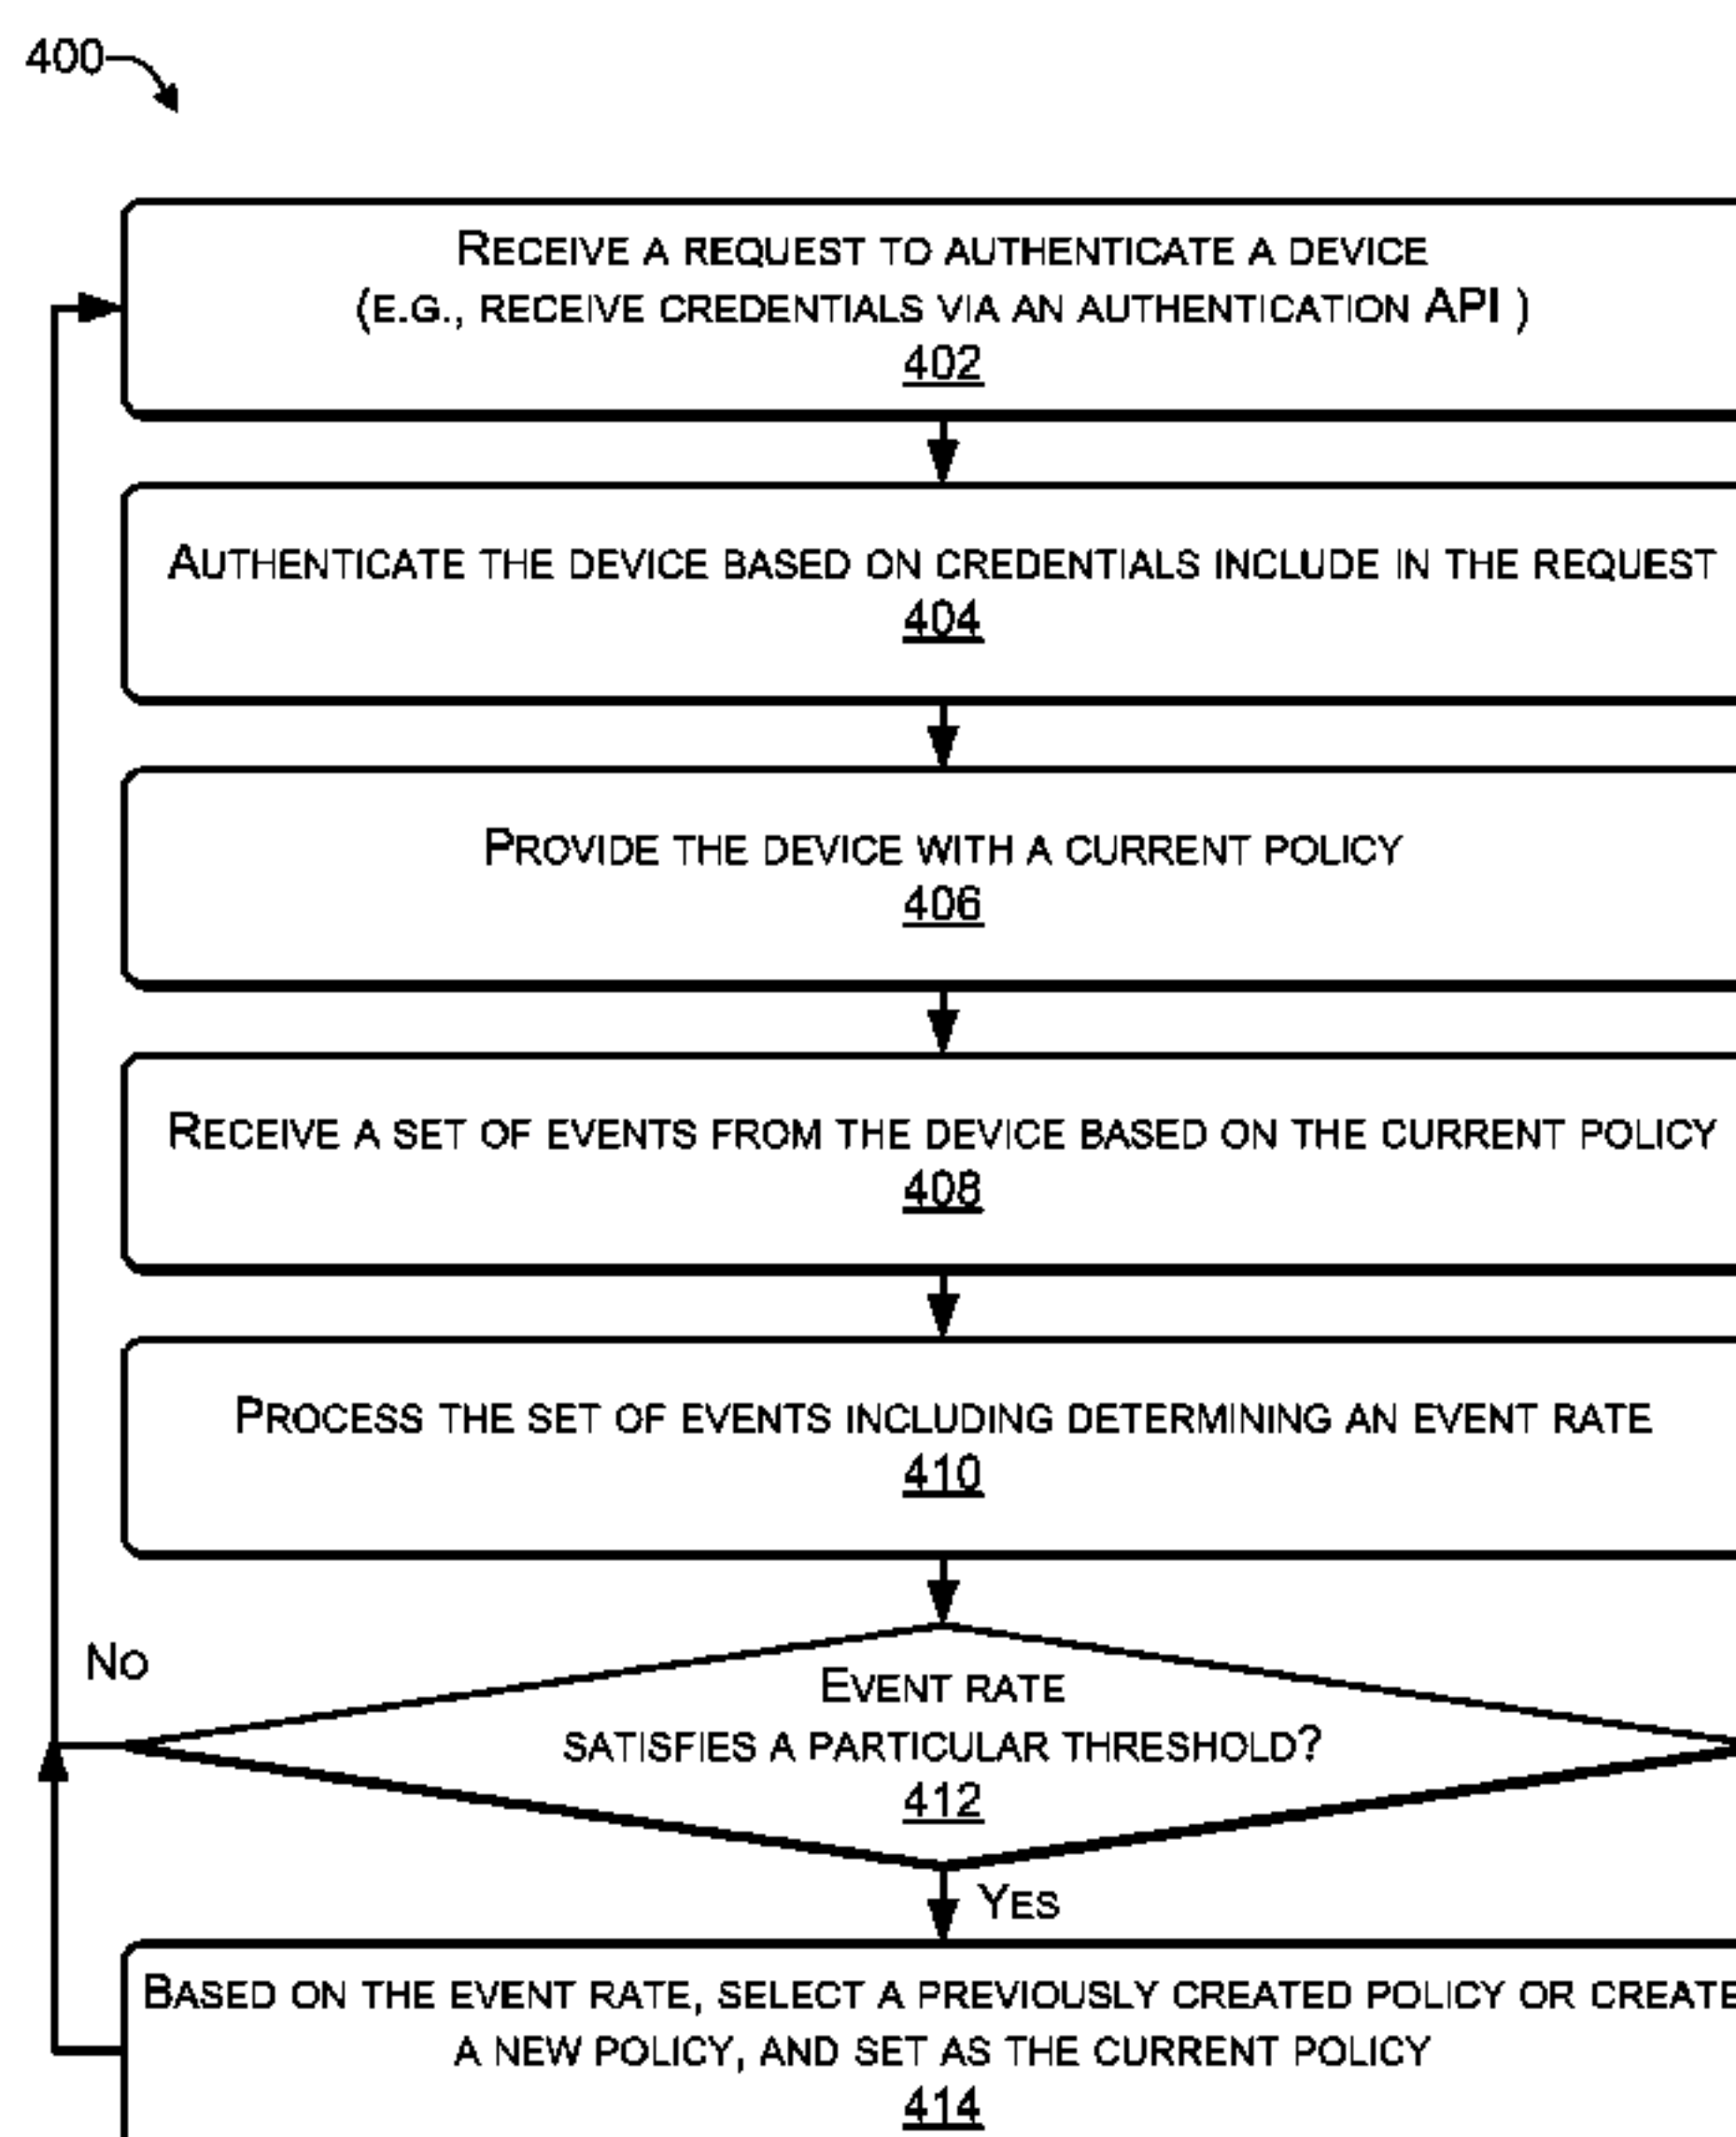 400
RECEIVE A REQUEST TO AUTHENTICATE A DEVICE
(E.G., RECEIVE CREDENTIALS VIA AN AUTHENTICATION API )
402
AUTHENTICATE THE DEVICE BASED ON CREDENTIALS INCLUDE IN THE REQUEST
404
PROVIDE THE DEVICE WITH A CURRENT POLICY
406
RECEIVE A SET OF EVENTS FROM THE DEVICE BASED ON THE CURRENT POLICY
408
PROCESS THE SET OF EVENTS INCLUDING DETERMINING AN EVENT RATE
410
NO
EVENT RATE
SATISFIES A PARTICULAR THRESHOLD?
412
YES
BASED ON THE EVENT RATE, SELECT A PREVIOUSLY CREATED POLICY OR CREATE
A NEW POLICY, AND SET AS THE CURRENT POLICY
414